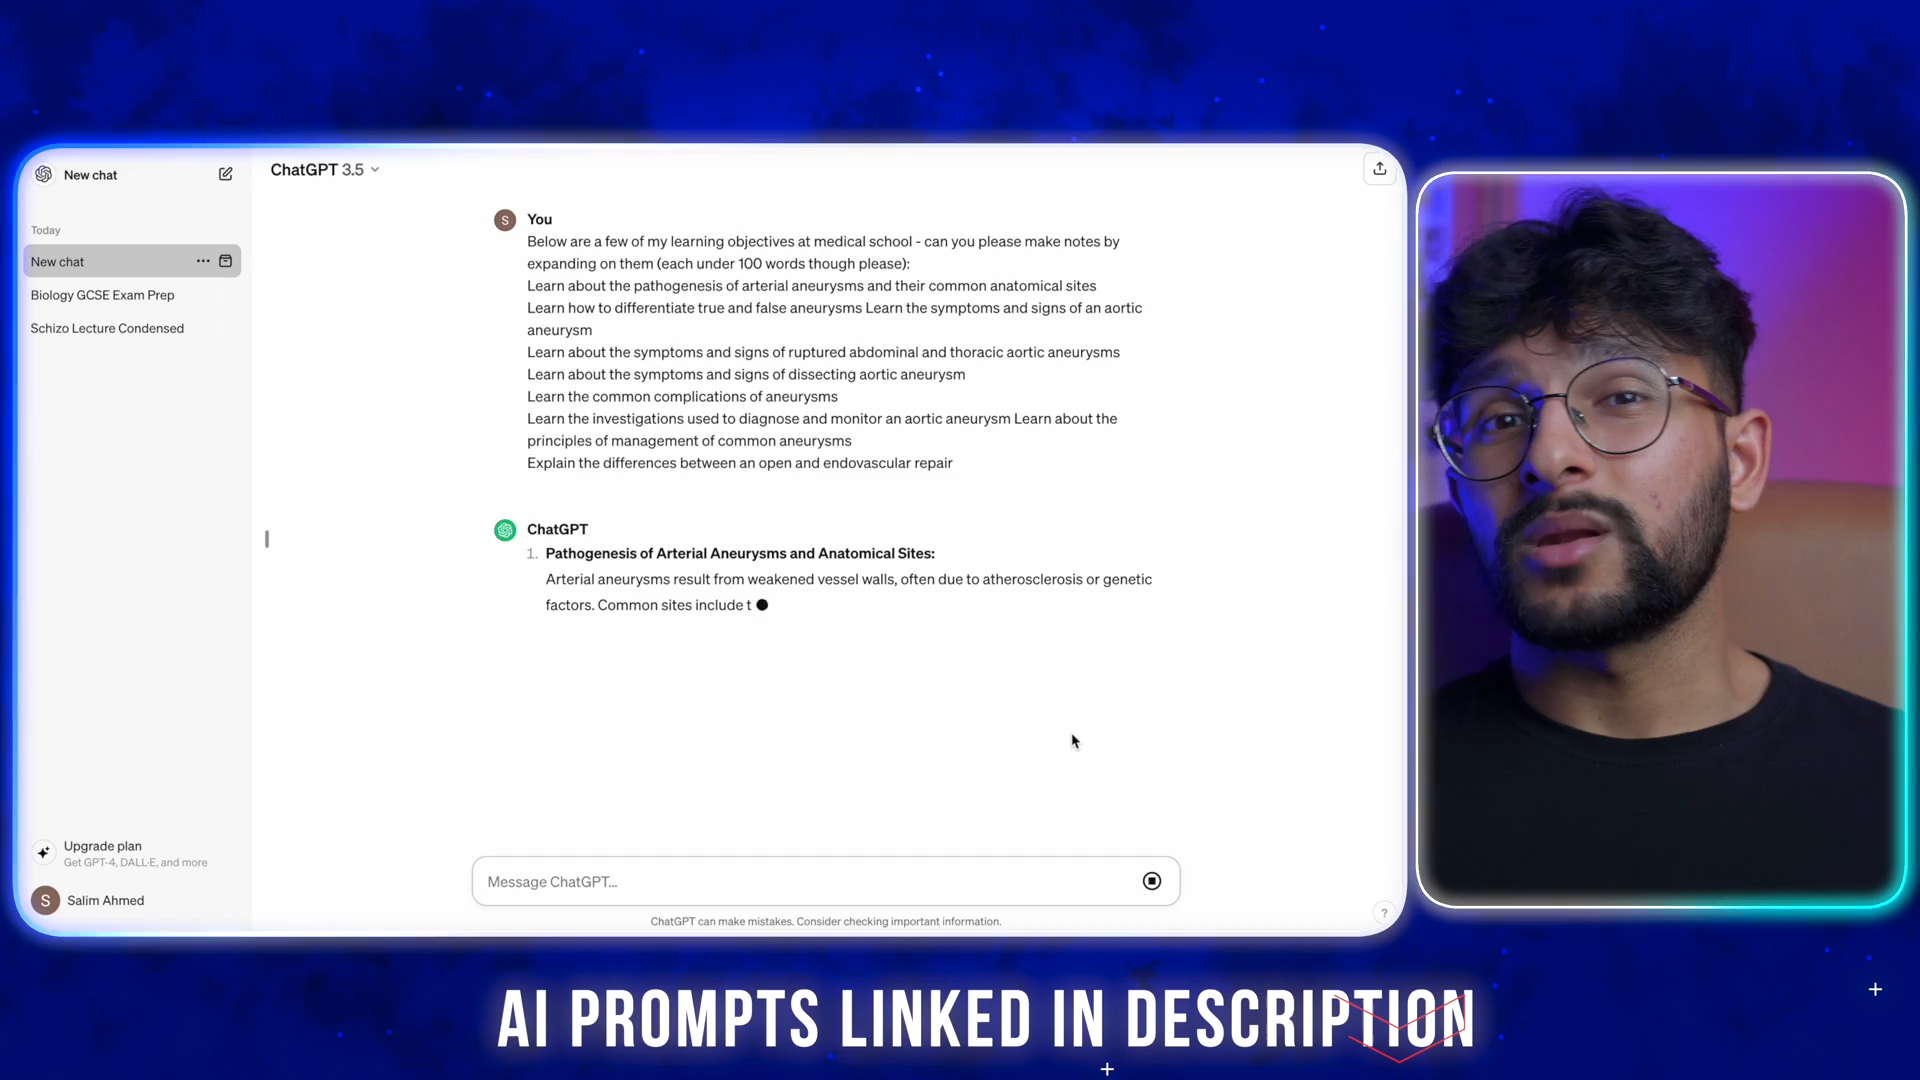 New chat
Today
New chat
Biology GCSE Exam Prep
Schizo Lecture Condensed
Upgrade plan
Get GPT-4, DALL·E, and more
S
Salim Ahmed
ChatGPT 3.5
S
You
Below are a few of my learning objectives at medical school - can you please make notes by
expanding on them (each under 100 words though please):
Learn about the pathogenesis of arterial aneurysms and their common anatomical sites
Learn how to differentiate true and false aneurysms Learn the symptoms and signs of an aortic
aneurysm
Learn about the symptoms and signs of ruptured abdominal and thoracic aortic aneurysms
Learn about the symptoms and signs of dissecting aortic aneurysm
Learn the common complications of aneurysms
Learn the investigations used to diagnose and monitor an aortic aneurysm Learn about the
principles of management of common aneurysms
Explain the differences between an open and endovascular repair
ChatGPT
1. Pathogenesis of Arterial Aneurysms and Anatomical Sites:
Arterial aneurysms result from weakened vessel walls, often due to atherosclerosis or genetic
factors. Common sites include t
Message ChatGPT...
ChatGPT can make mistakes. Consider checking important information.
?
AI PROMPTS LINKED IN DESCRIPTION